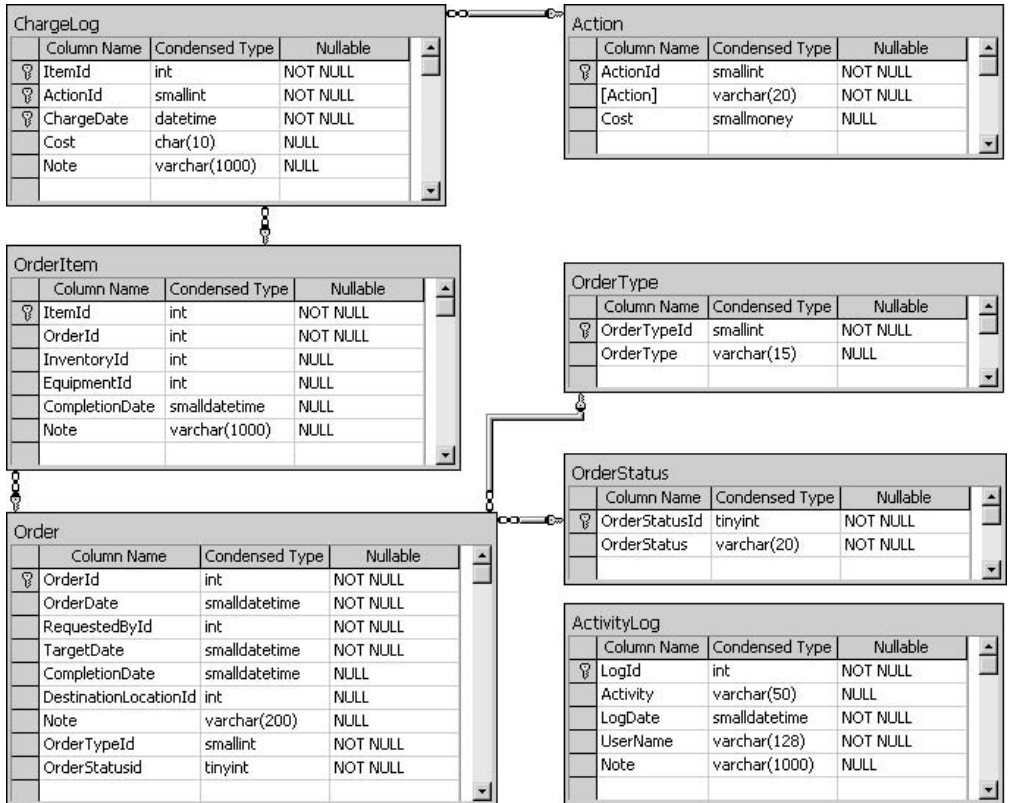 ChargeLog
Column Name Condensed Type Nullable
ItemId int NOT NULL
ActionId smallint NOT NULL
ChargeDate datetime NOT NULL
Cost char(10) NULL
Note varchar(1000) NULL
Action
Column Name Condensed Type Nullable
ActionId smallint NOT NULL
[Action] varchar(20) NOT NULL
Cost smallmoney NULL
OrderItem
Column Name Condensed Type Nullable
ItemId int NOT NULL
OrderId int NOT NULL
InventoryId int NULL
EquipmentId int NULL
CompletionDate smalldatetime NULL
Note varchar(1000) NULL
OrderType
Column Name Condensed Type Nullable
OrderTypeId smallint NOT NULL
OrderType varchar(15) NULL
OrderStatus
Column Name Condensed Type Nullable
OrderStatusId tinyint NOT NULL
OrderStatus varchar(20) NOT NULL
Order
Column Name Condensed Type Nullable
OrderId int NOT NULL
OrderDate smalldatetime NOT NULL
RequestedById int NOT NULL
TargetDate smalldatetime NOT NULL
CompletionDate smalldatetime NULL
DestinationLocationId int NULL
Note varchar(200) NULL
OrderTypeId smallint NOT NULL
OrderStatusid tinyint NOT NULL
ActivityLog
Column Name Condensed Type Nullable
LogId int NOT NULL
Activity varchar(50) NULL
LogDate smalldatetime NOT NULL
UserName varchar(128) NOT NULL
Note varchar(1000) NULL